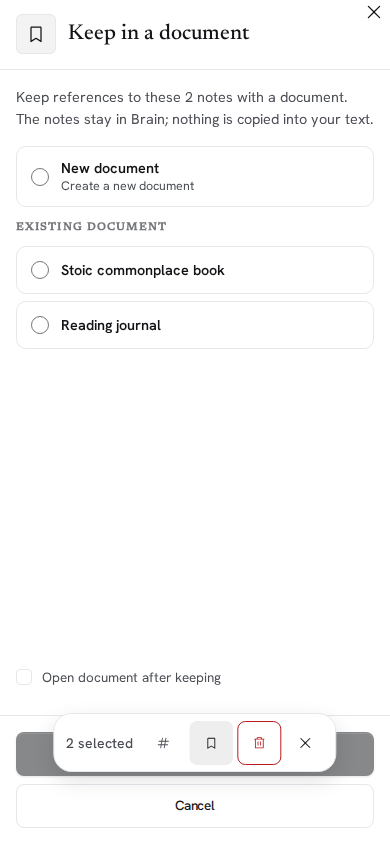 Keep in a document
Keep references to these 2 notes with a document.
The notes stay in Brain; nothing is copied into your text.
New document
Create a new document
EXISTING DOCUMENT
Stoic commonplace book
Reading journal
Open document after keeping
2 selected
Cancel